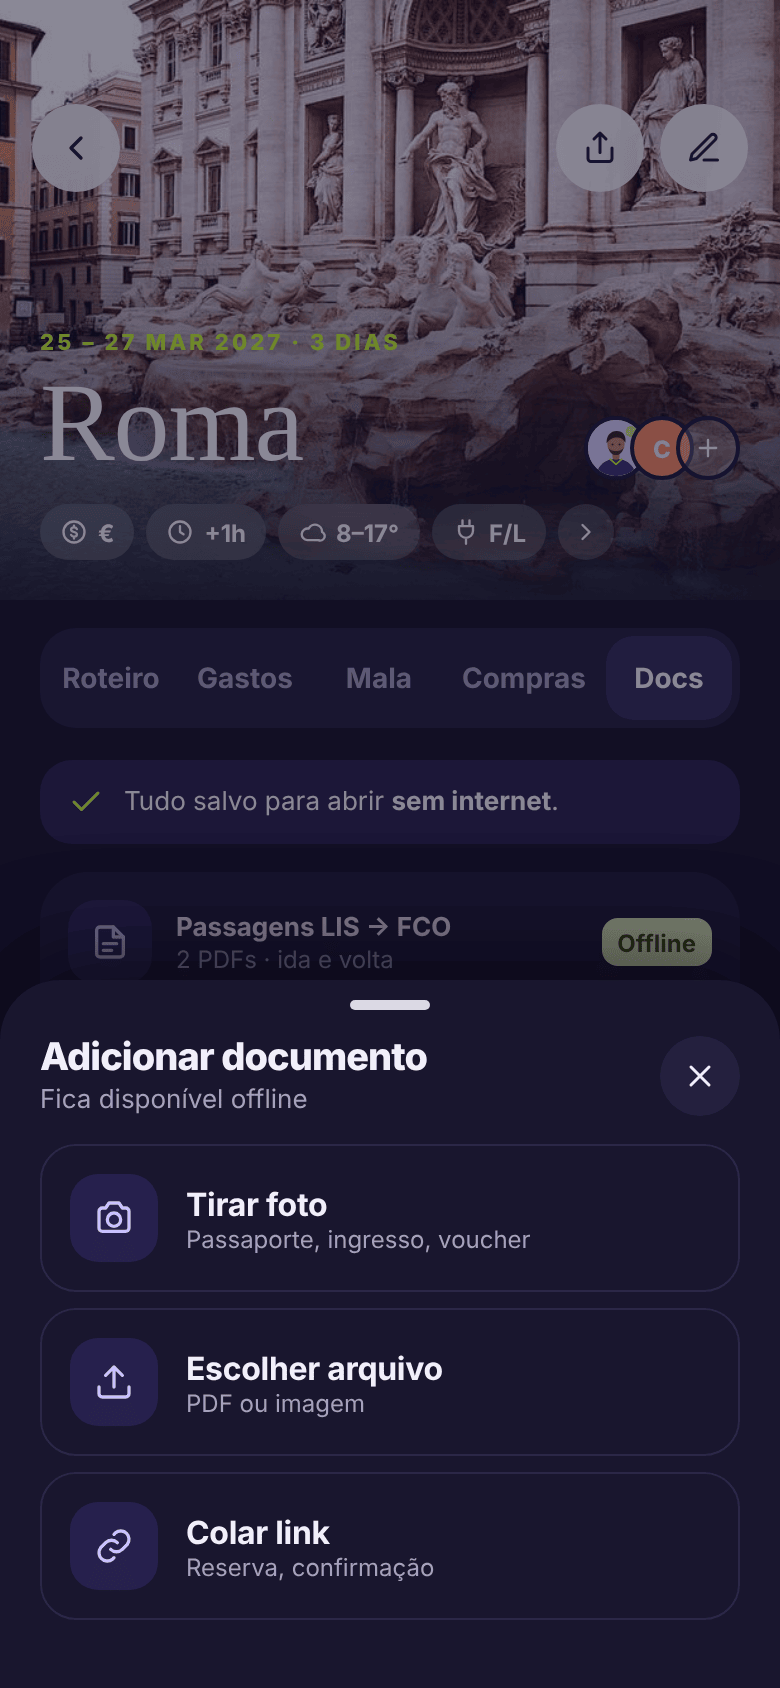 25 – 27 MAR 2027 · 3 DIAS
Roma
C
€
+1h
8–17°
F/L
Roteiro Gastos Mala Compras Docs
Tudo salvo para abrir sem internet.
Passagens LIS → FCO
2 PDFs · ida e volta
Offline
Adicionar documento
Fica disponível offline
Tirar foto
Passaporte, ingresso, voucher
Escolher arquivo
PDF ou imagem
Colar link
Reserva, confirmação